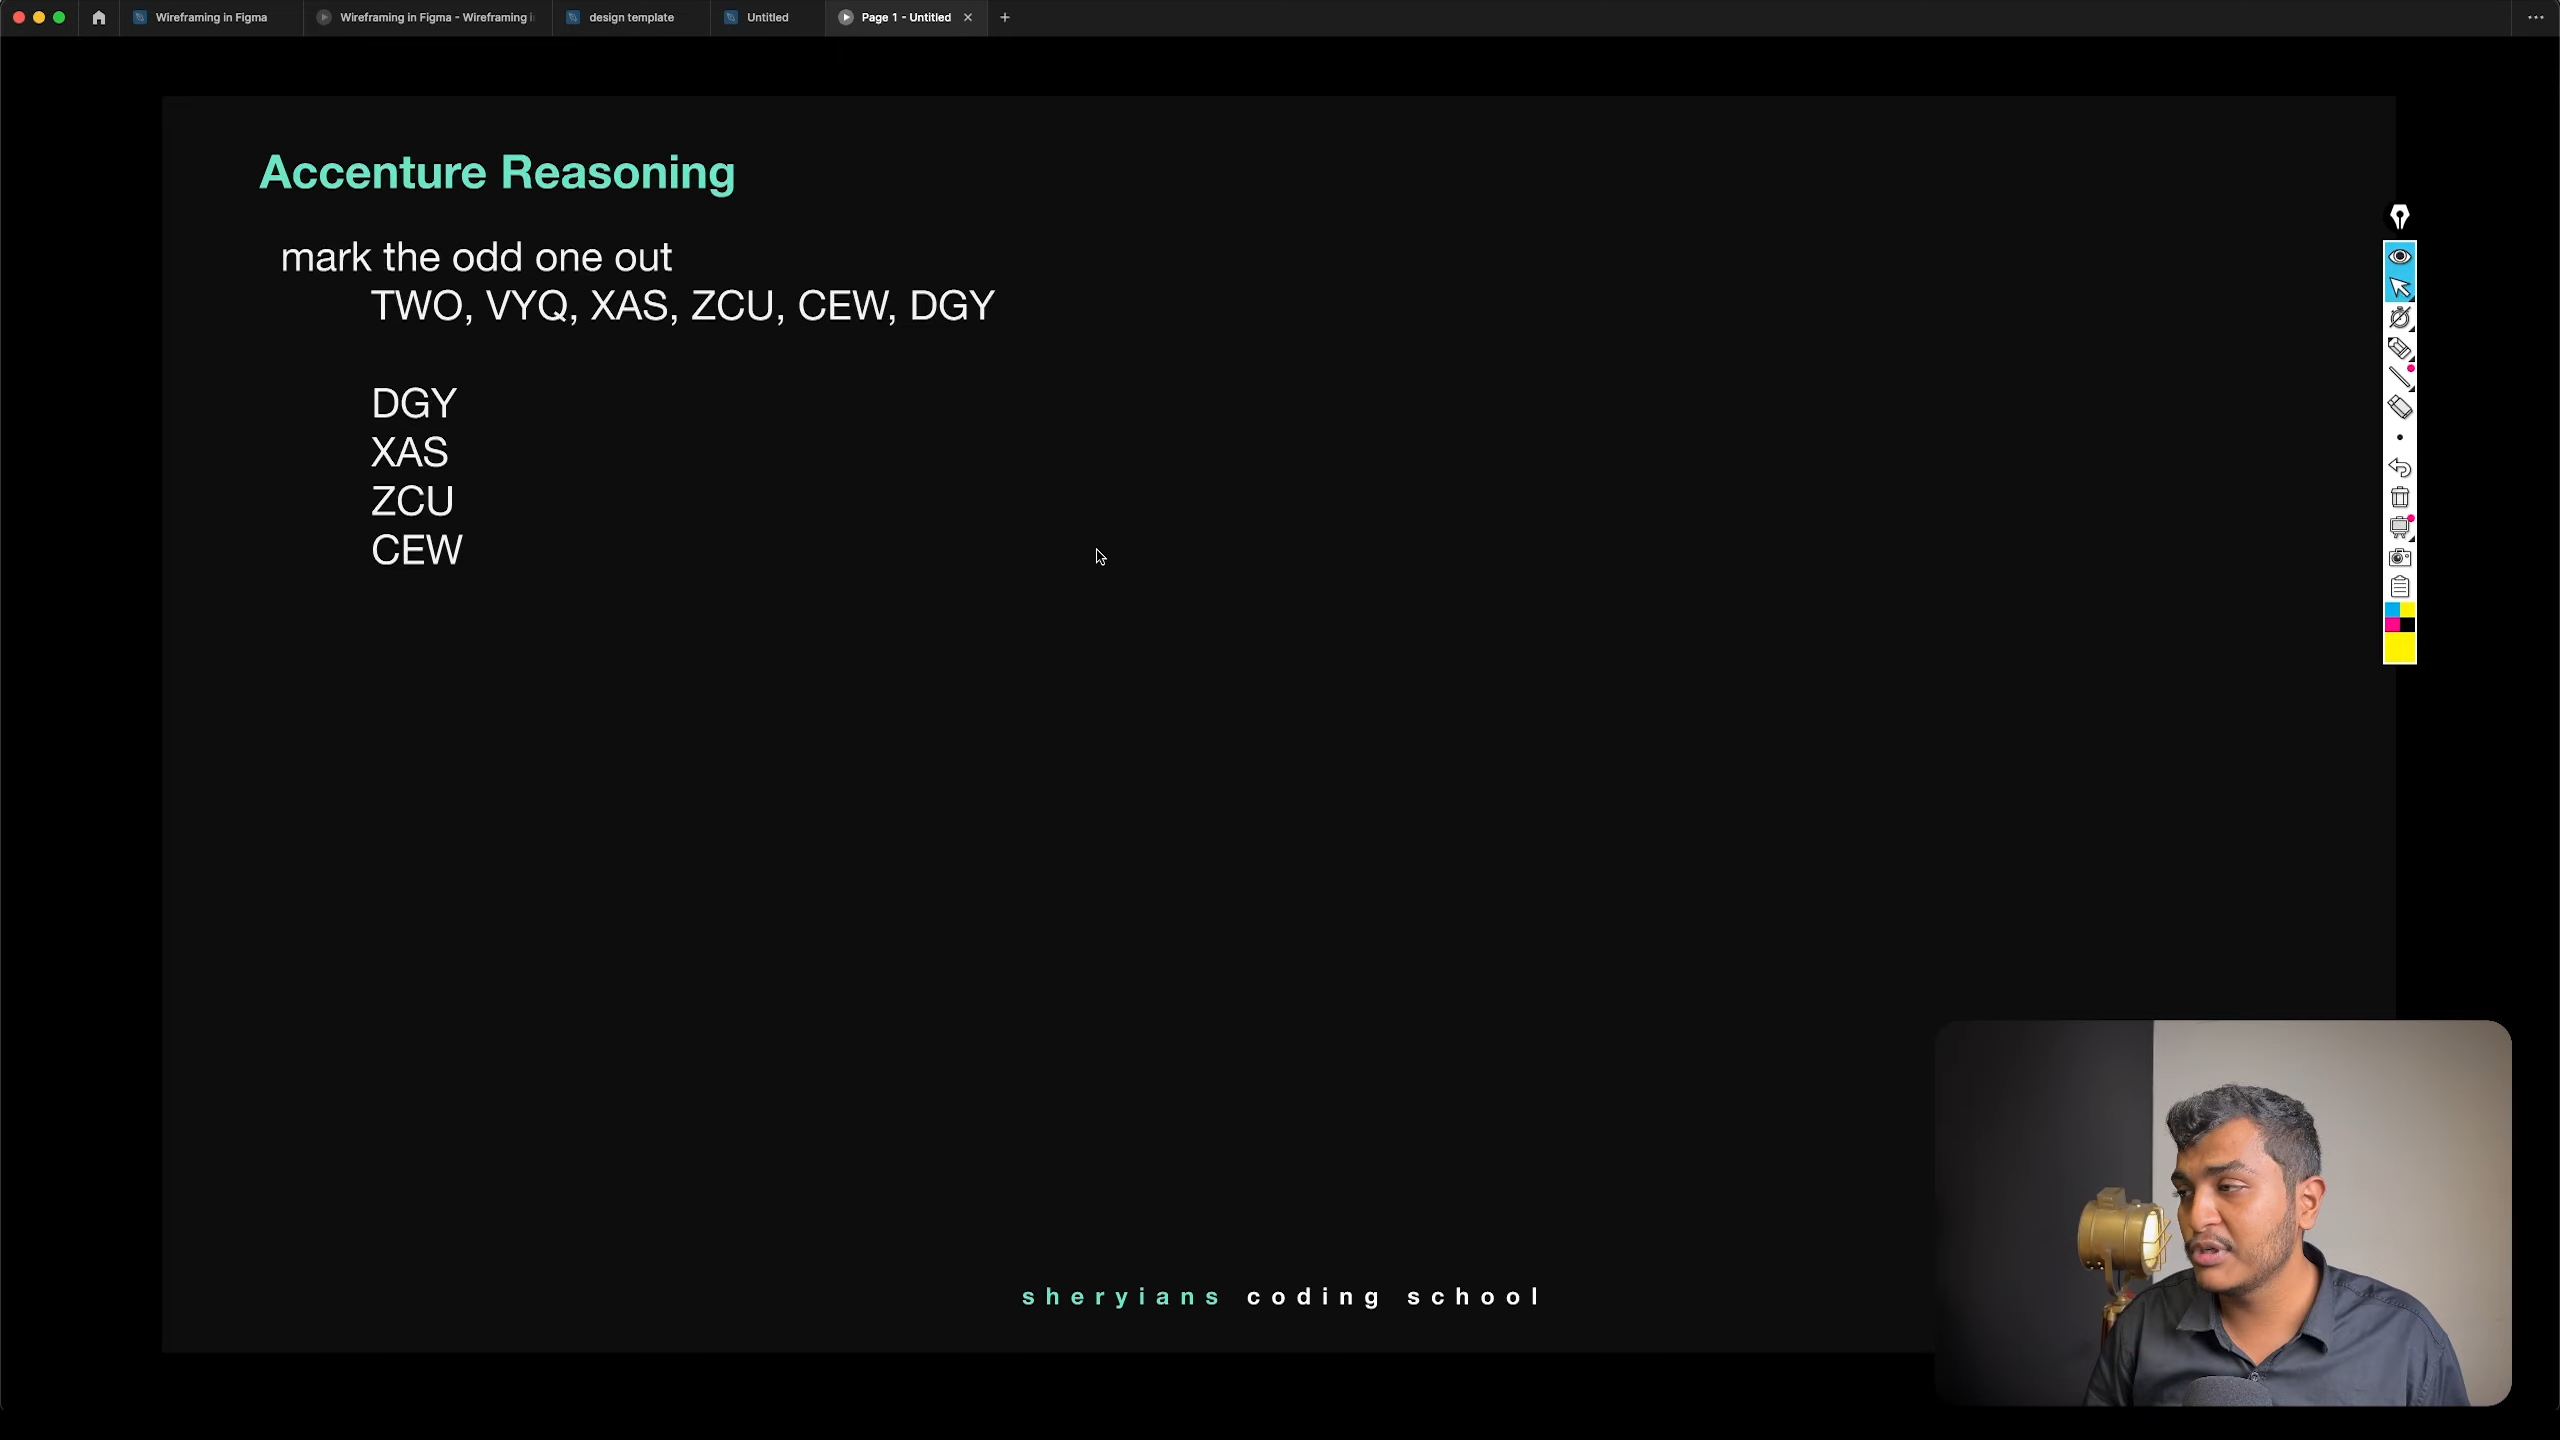 Wireframing in Figma
Wireframing in Figma - Wireframing i
design template
Untitled
Page 1 - Untitled
Accenture Reasoning
mark the odd one out
TWO, VYQ, XAS, ZCU, CEW, DGY
DGY
XAS
ZCU
CEW
sheryians coding school